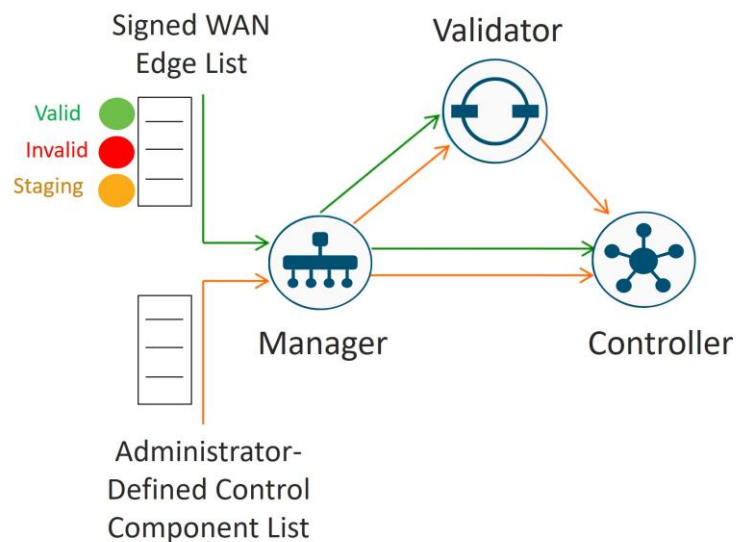 Signed WAN
Edge List
Validator
Valid
Invalid
Staging
Manager
Controller
Administrator-
Defined Control
Component List